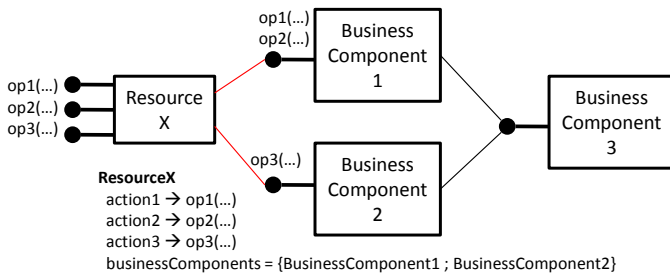 op1(...)
op2(...)
op3(...)
Resource
X
op1(...)
op2(...)
Business
Component
1
op3(...)
Business
Component
2
Business
Component
3
ResourceX
action1 → op1(...)
action2 → op2(...)
action3 → op3(...)
businessComponents = {BusinessComponent1 ; BusinessComponent2}